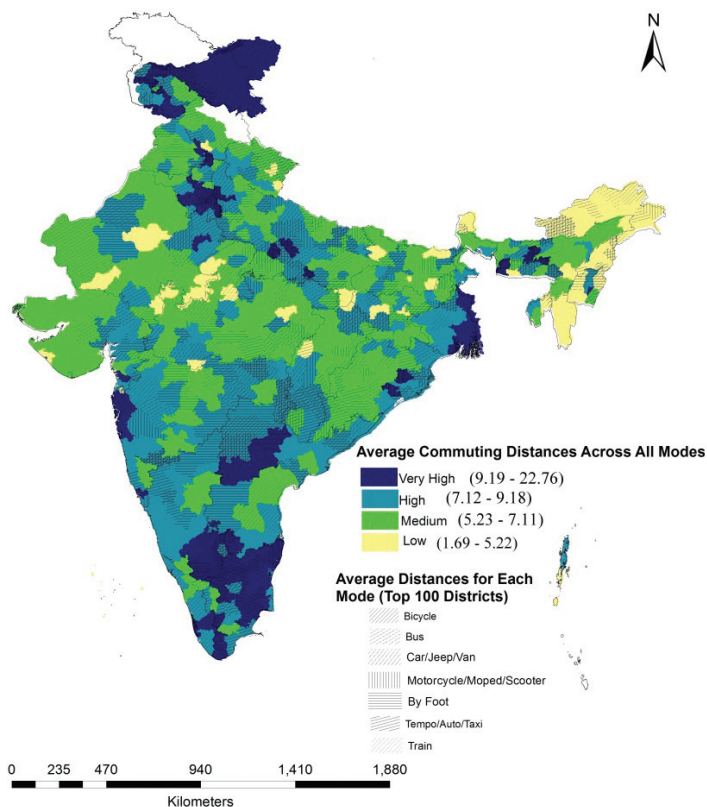 N
Average Commuting Distances Across All Modes
Very High (9.19 - 22.76)
High (7.12 - 9.18)
Medium (5.23 - 7.11)
Low (1.69 - 5.22)
Average Distances for Each
Mode (Top 100 Districts)
Bicycle
Bus
Car/Jeep/Van
Motorcycle/Moped/Scooter
By Foot
Tempo/Auto/Taxi
Train
0 235 470 940 1,410 1,880
Kilometers